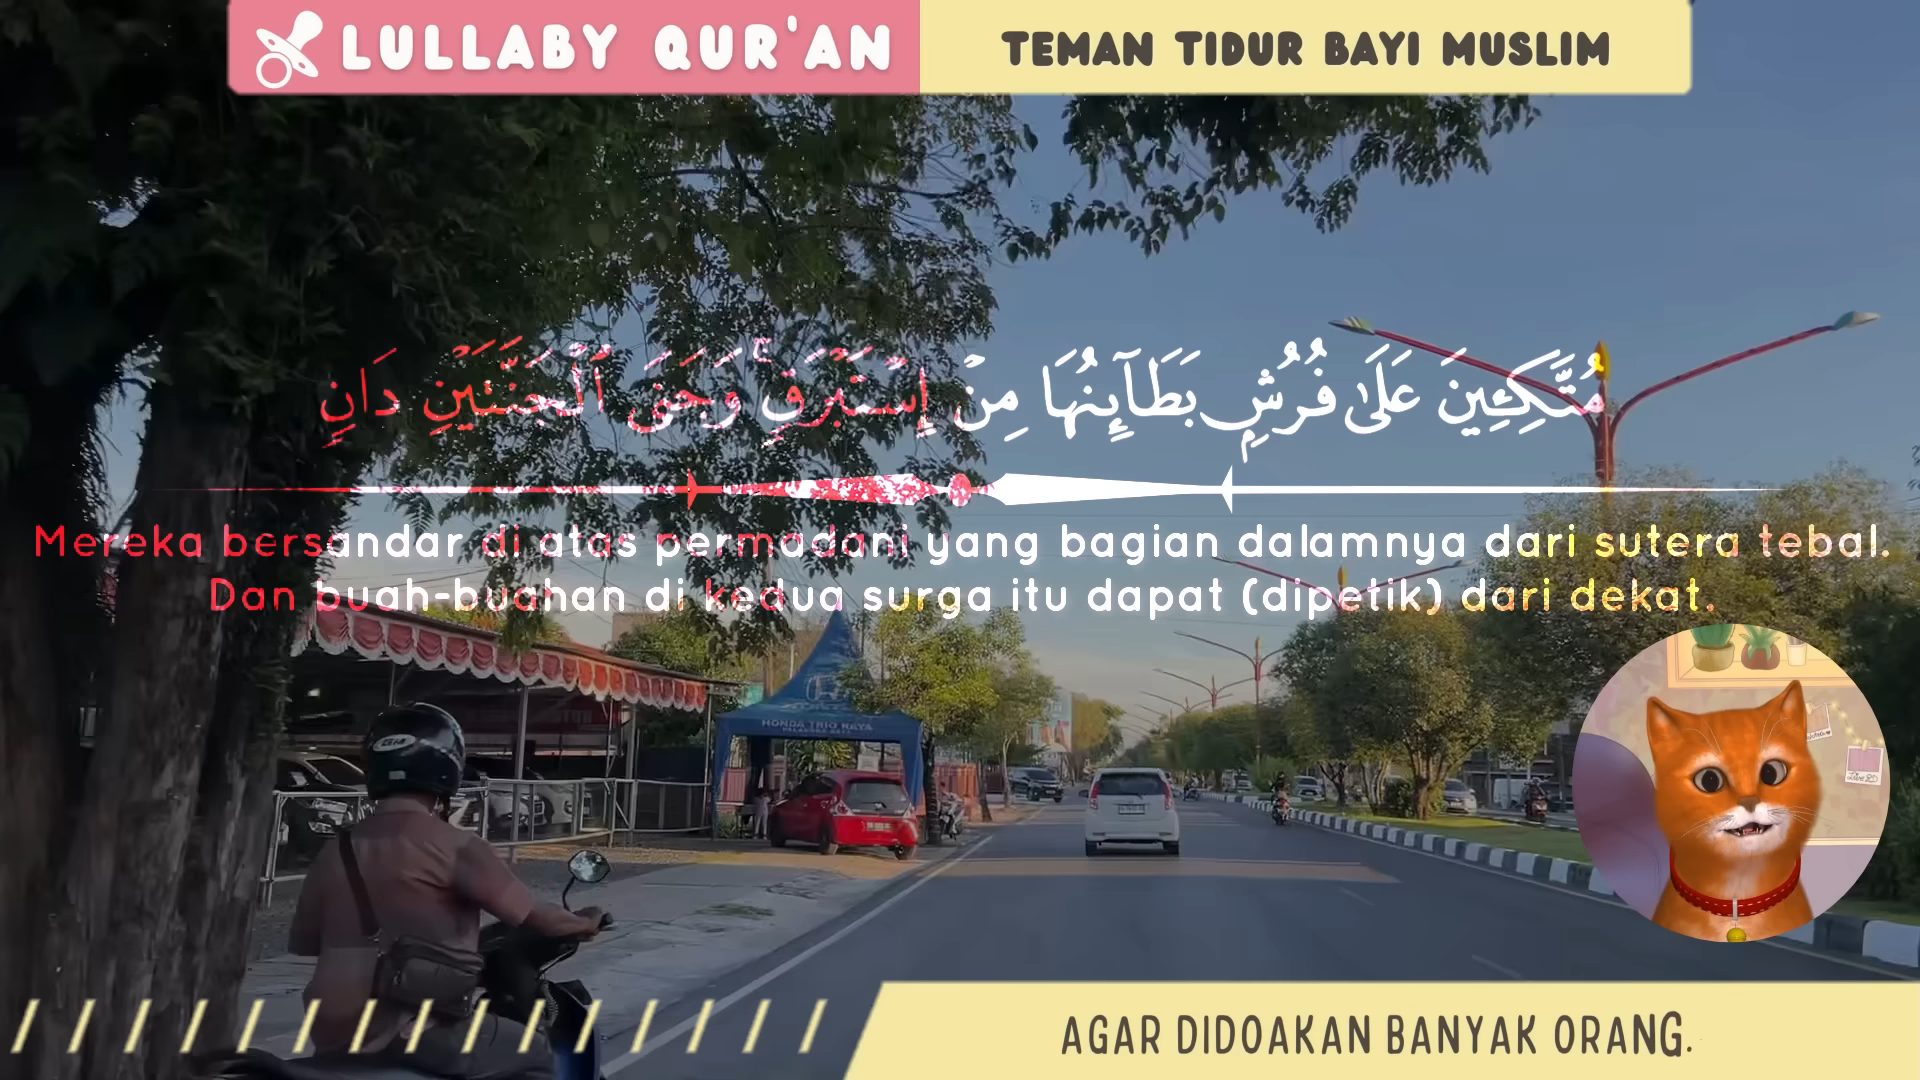 LULLABY QUR'AN
TEMAN TIDUR BAYI MUSLIM
مُتَّكِـِٔينَ عَلَىٰ فُرُشٍۭ بَطَآئِنُهَا مِنْ إِسْتَبْرَقٍۢ ۚ وَجَنَى ٱلْجَنَّتَيْنِ دَانٍۢ
Mereka bersandar di atas permadani yang bagian dalamnya dari sutera tebal.
Dan buah-buahan di kedua surga itu dapat (dipetik) dari dekat.
HONDA TRIO RAYA
AGAR DIDOAKAN BANYAK ORANG.